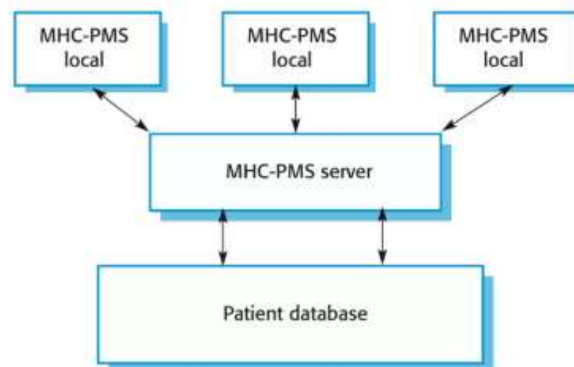 MHC-PMS
local
MHC-PMS
local
MHC-PMS
local
MHC-PMS server
Patient database